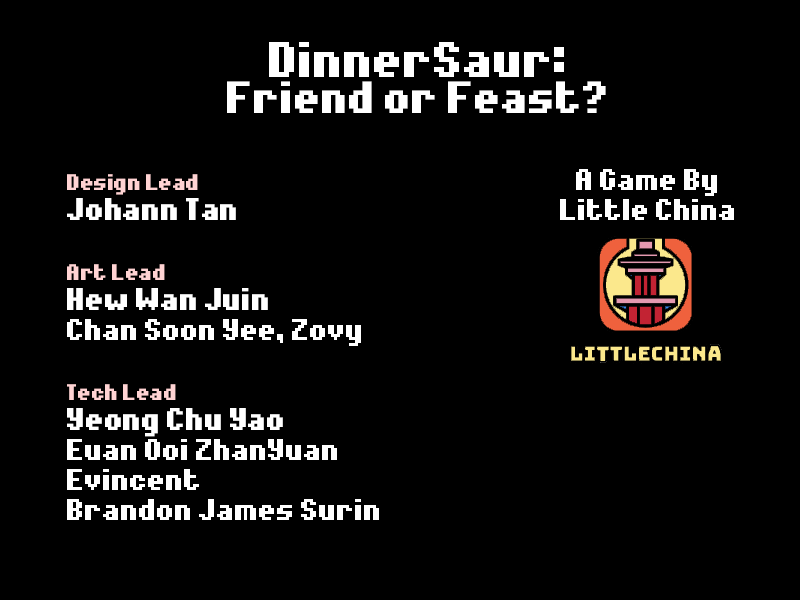 DinnerSaur:
Friend or Feast?
Design Lead
Johann Tan
Art Lead
Hew Wan Juin
Chan Soon Yee, Zovy
Tech Lead
Yeong Chu Yao
Euan Ooi ZhanYuan
Evincent
Brandon James Surin
A Game By
Little China
LITTLECHINA